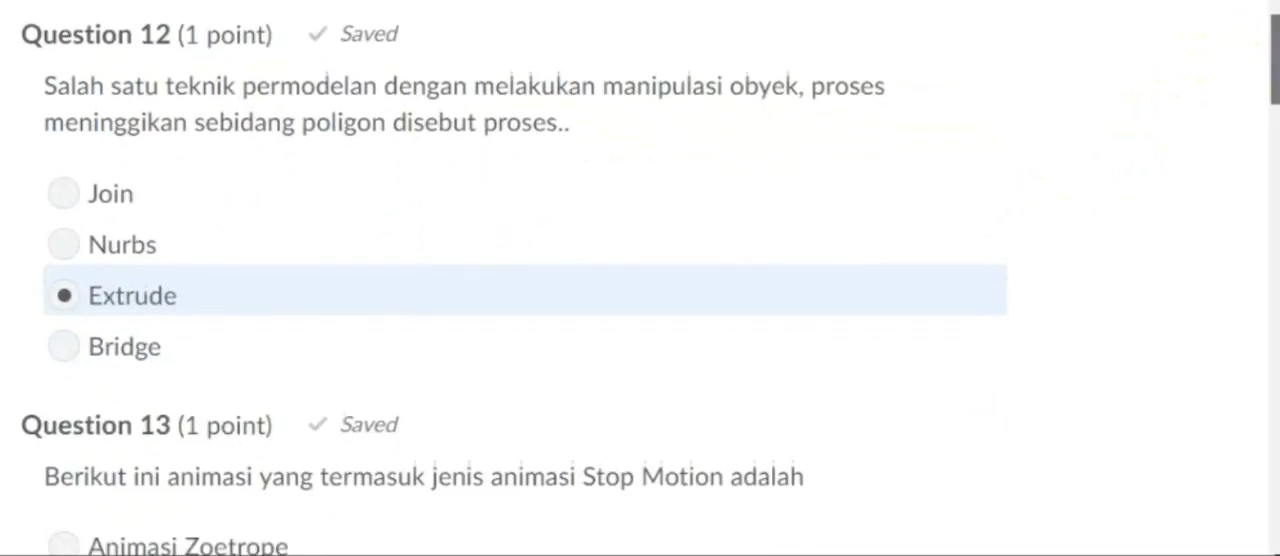 Question 12 (1 point) ✓ Saved
Salah satu teknik permodelan dengan melakukan manipulasi obyek, proses
meninggikan sebidang poligon disebut proses..
Join
Nurbs
Extrude
Bridge
Question 13 (1 point) ✓ Saved
Berikut ini animasi yang termasuk jenis animasi Stop Motion adalah
Animasi Zoetrope